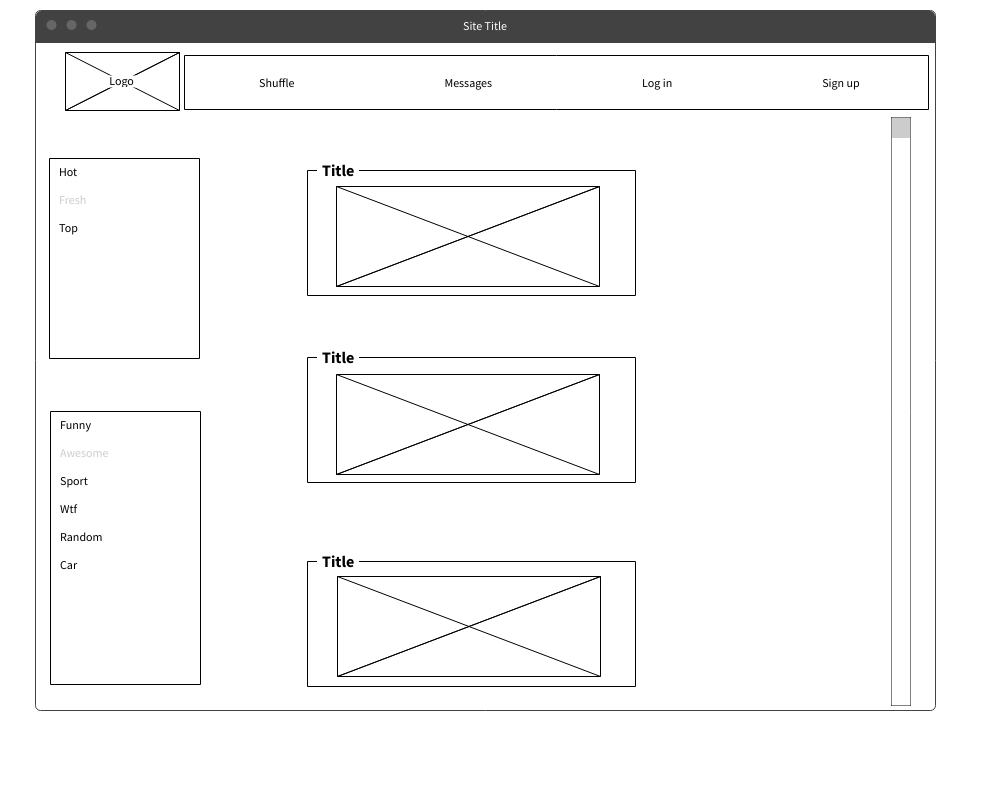 Site Title
Logo
Shuffle Messages Log in Sign up
Hot
Fresh
Top
Funny
Awesome
Sport
Wtf
Random
Car
Title
Title
Title